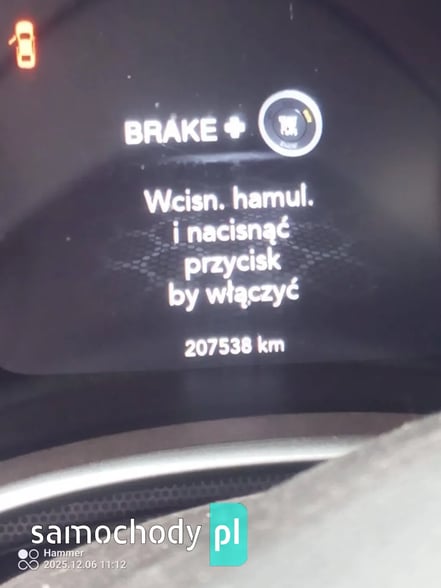 BRAKE +
Wcisn. hamul.
i nacisnąć
przycisk
by włączyć
207538 km
samochody pl
Hammer
2025.12.06 11:12